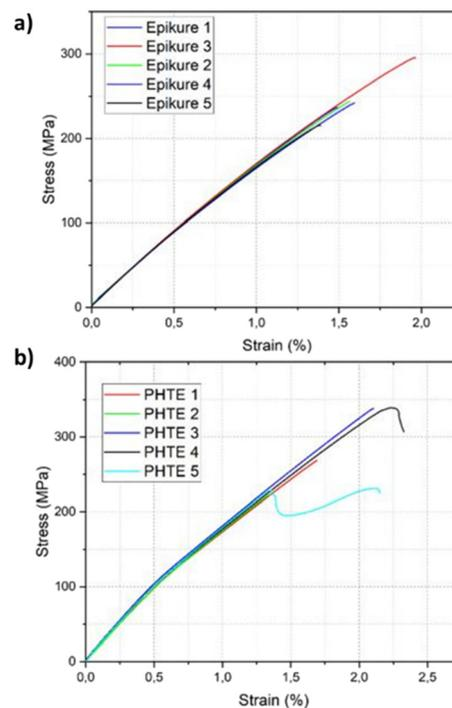 a)
Epikure 1
Epikure 3
Epikure 2
Epikure 4
Epikure 5
Stress (MPa)
300
200
100
0
0,0 0,5 1,0 1,5 2,0
Strain (%)
b)
PHTE 1
PHTE 2
PHTE 3
PHTE 4
PHTE 5
Stress (MPa)
400
300
200
100
0
0,0 0,5 1,0 1,5 2,0 2,5
Strain (%)